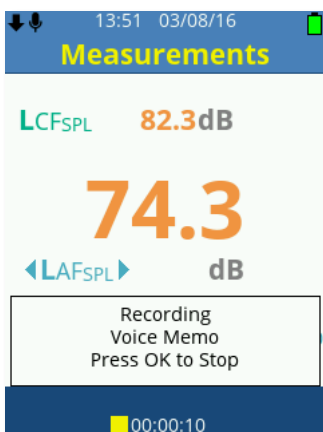 13:51 03/08/16
Measurements
LCFSPL 82.3dB
74.3
LAFSPL dB
Recording
Voice Memo
Press OK to Stop
00:00:10